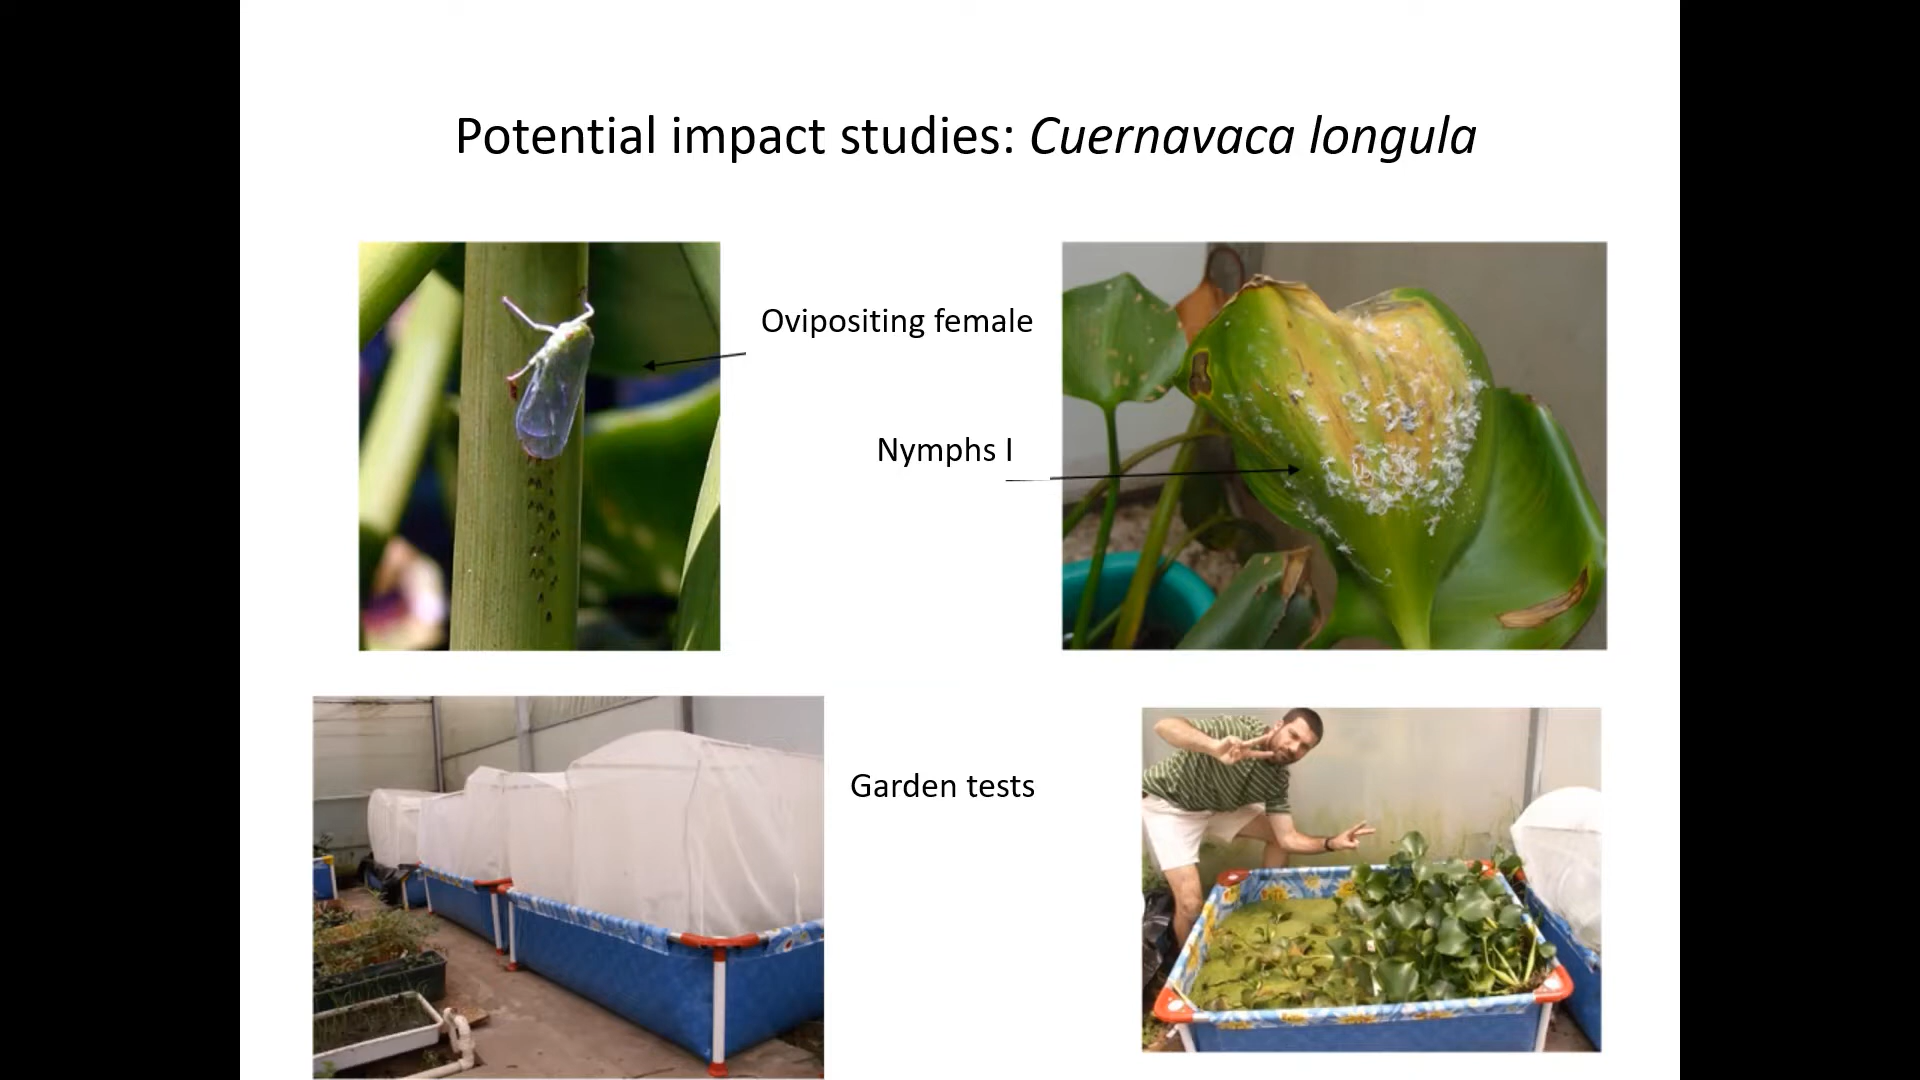 Potential impact studies: Cuernavaca longula
Ovipositing female
Nymphs I
Garden tests